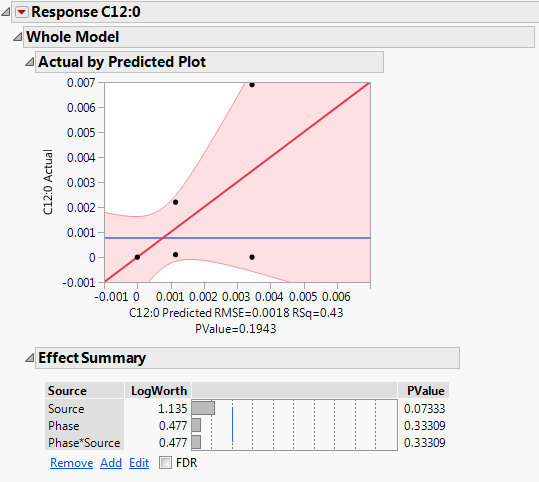 Response C12:0
Whole Model
Actual by Predicted Plot
0.007
0.006
0.005
0.004
0.003
0.002
0.001
0
-0.001
C12:0 Actual
-0.001 0 0.001 0.002 0.003 0.004 0.005 0.006
C12:0 Predicted RMSE=0.0018 RSq=0.43
PValue=0.1943
Effect Summary
Source LogWorth PValue
Source 1.135 0.07333
Phase 0.477 0.33309
Phase*Source 0.477 0.33309
Remove Add Edit FDR